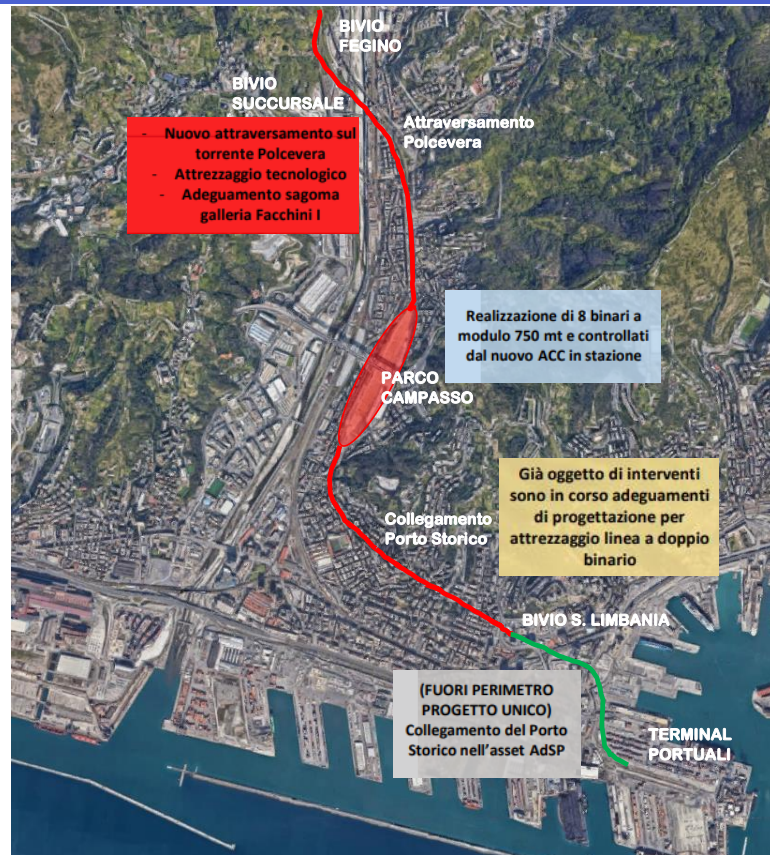 BIVIO
FEGINO
BIVIO
SUCCURSALE
Attraversamento
Polcevera
- Nuovo attraversamento sul
torrente Polcevera
- Attrezzaggio tecnologico
- Adeguamento sagoma
galleria Facchini I
Realizzazione di 8 binari a
modulo 750 mt e controllati
dal nuovo ACC in stazione
PARCO
CAMPASSO
Già oggetto di interventi
sono in corso adeguamenti
di progettazione per
attrezzaggio linea a doppio
binario
Collegamento
Porto Storico
BIVIO S. LIMBANIA
(FUORI PERIMETRO
PROGETTO UNICO)
Collegamento del Porto
Storico nell'asset AdSP
TERMINAL
PORTUALI